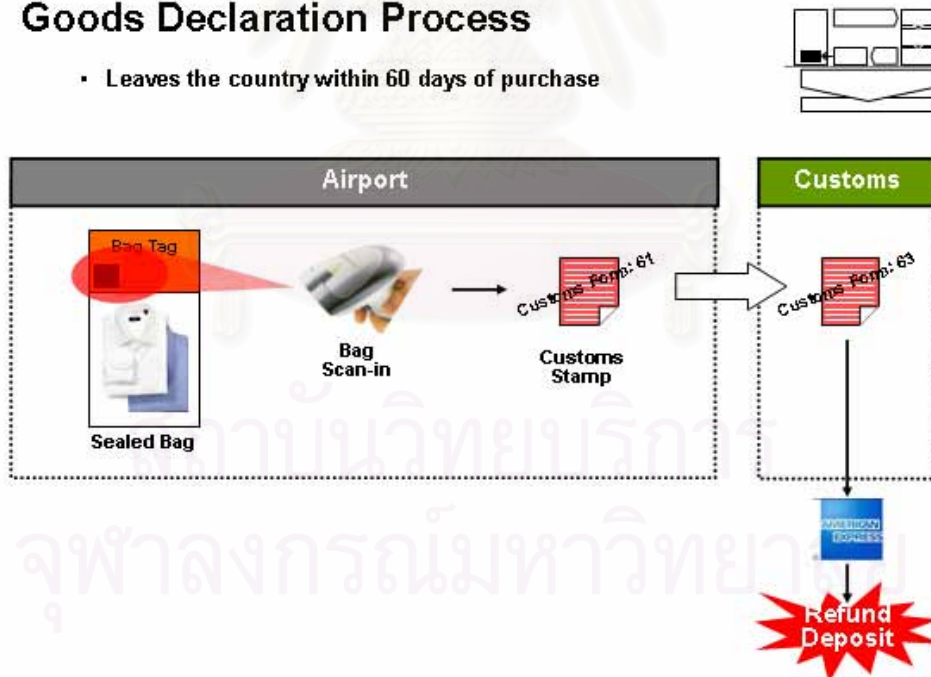 Goods Declaration Process
▪ Leaves the country within 60 days of purchase
Airport
Customs
Bag Tag
Customs Form: 61
Customs Form: 63
Bag
Scan-in
Customs
Stamp
Sealed Bag
สถาบันวิทยบริการ
AMERICAN
EXPRESS
จุฬาลงกรณ์มหาวิทยาลัย
Refund
Deposit